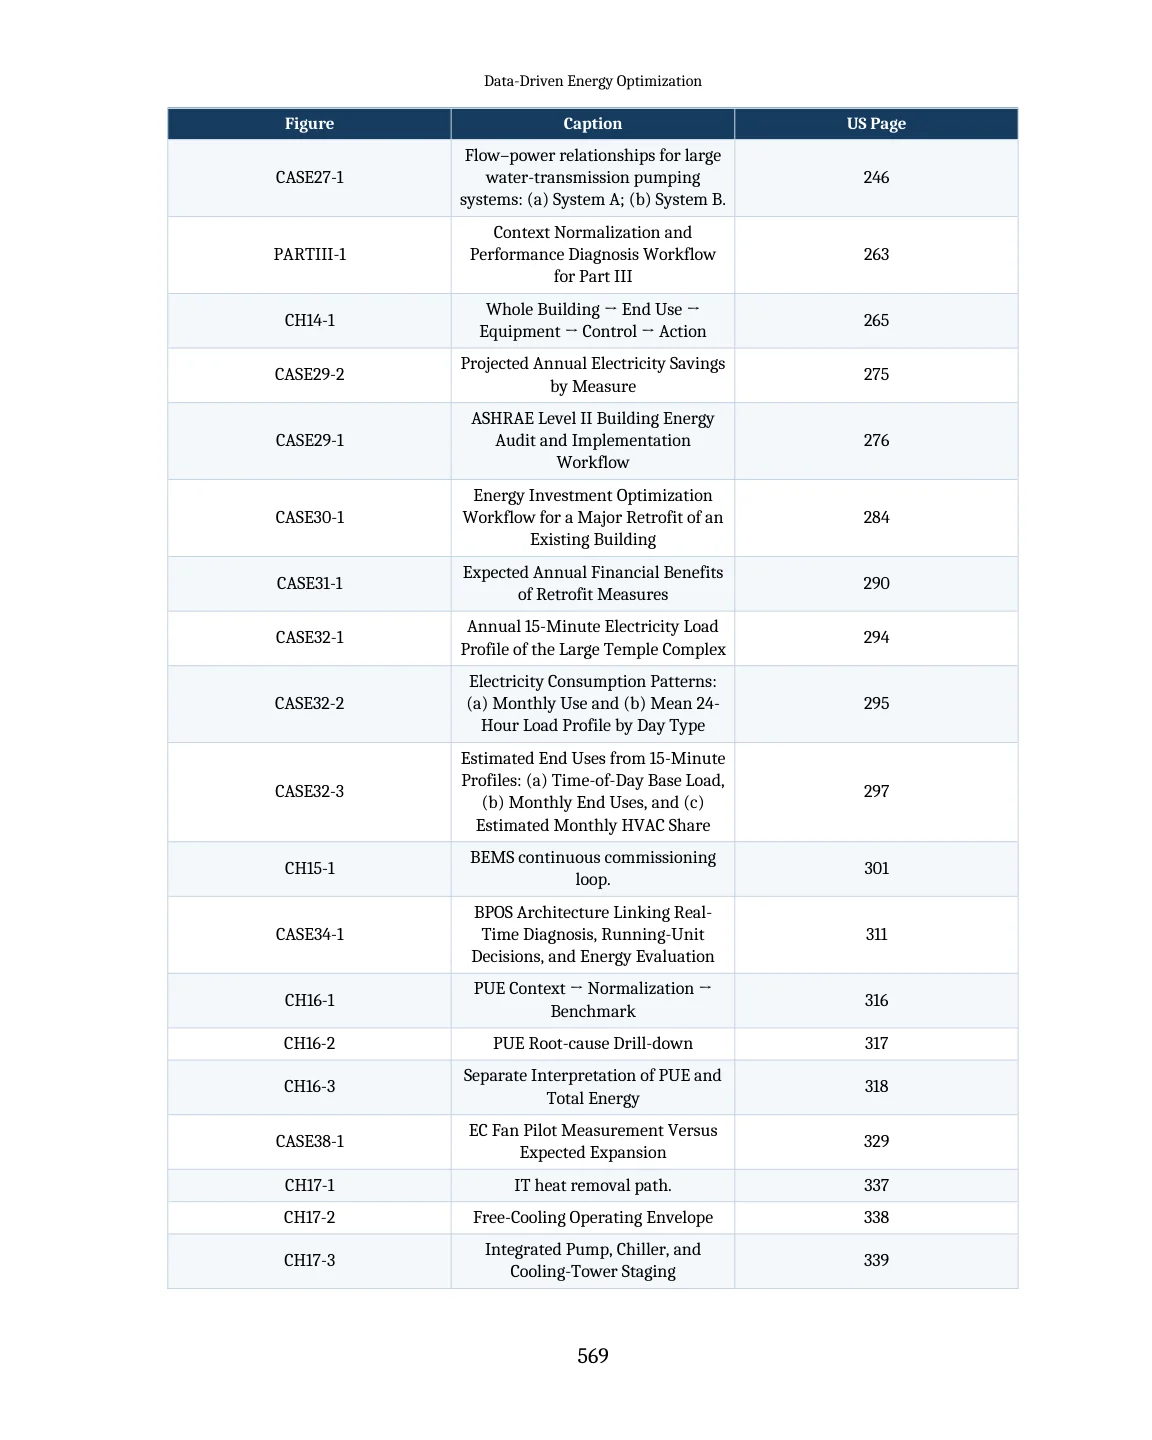 Data-Driven Energy Optimization
Figure Caption US Page
CASE27-1 Flow–power relationships for large
water-transmission pumping
systems: (a) System A; (b) System B. 246
PARTIII-1 Context Normalization and
Performance Diagnosis Workflow
for Part III 263
CH14-1 Whole Building → End Use →
Equipment → Control → Action 265
CASE29-2 Projected Annual Electricity Savings
by Measure 275
CASE29-1 ASHRAE Level II Building Energy
Audit and Implementation
Workflow 276
CASE30-1 Energy Investment Optimization
Workflow for a Major Retrofit of an
Existing Building 284
CASE31-1 Expected Annual Financial Benefits
of Retrofit Measures 290
CASE32-1 Annual 15-Minute Electricity Load
Profile of the Large Temple Complex 294
CASE32-2 Electricity Consumption Patterns:
(a) Monthly Use and (b) Mean 24-
Hour Load Profile by Day Type 295
CASE32-3 Estimated End Uses from 15-Minute
Profiles: (a) Time-of-Day Base Load,
(b) Monthly End Uses, and (c)
Estimated Monthly HVAC Share 297
CH15-1 BEMS continuous commissioning
loop. 301
CASE34-1 BPOS Architecture Linking Real-
Time Diagnosis, Running-Unit
Decisions, and Energy Evaluation 311
CH16-1 PUE Context → Normalization →
Benchmark 316
CH16-2 PUE Root-cause Drill-down 317
CH16-3 Separate Interpretation of PUE and
Total Energy 318
CASE38-1 EC Fan Pilot Measurement Versus
Expected Expansion 329
CH17-1 IT heat removal path. 337
CH17-2 Free-Cooling Operating Envelope 338
CH17-3 Integrated Pump, Chiller, and
Cooling-Tower Staging 339
569